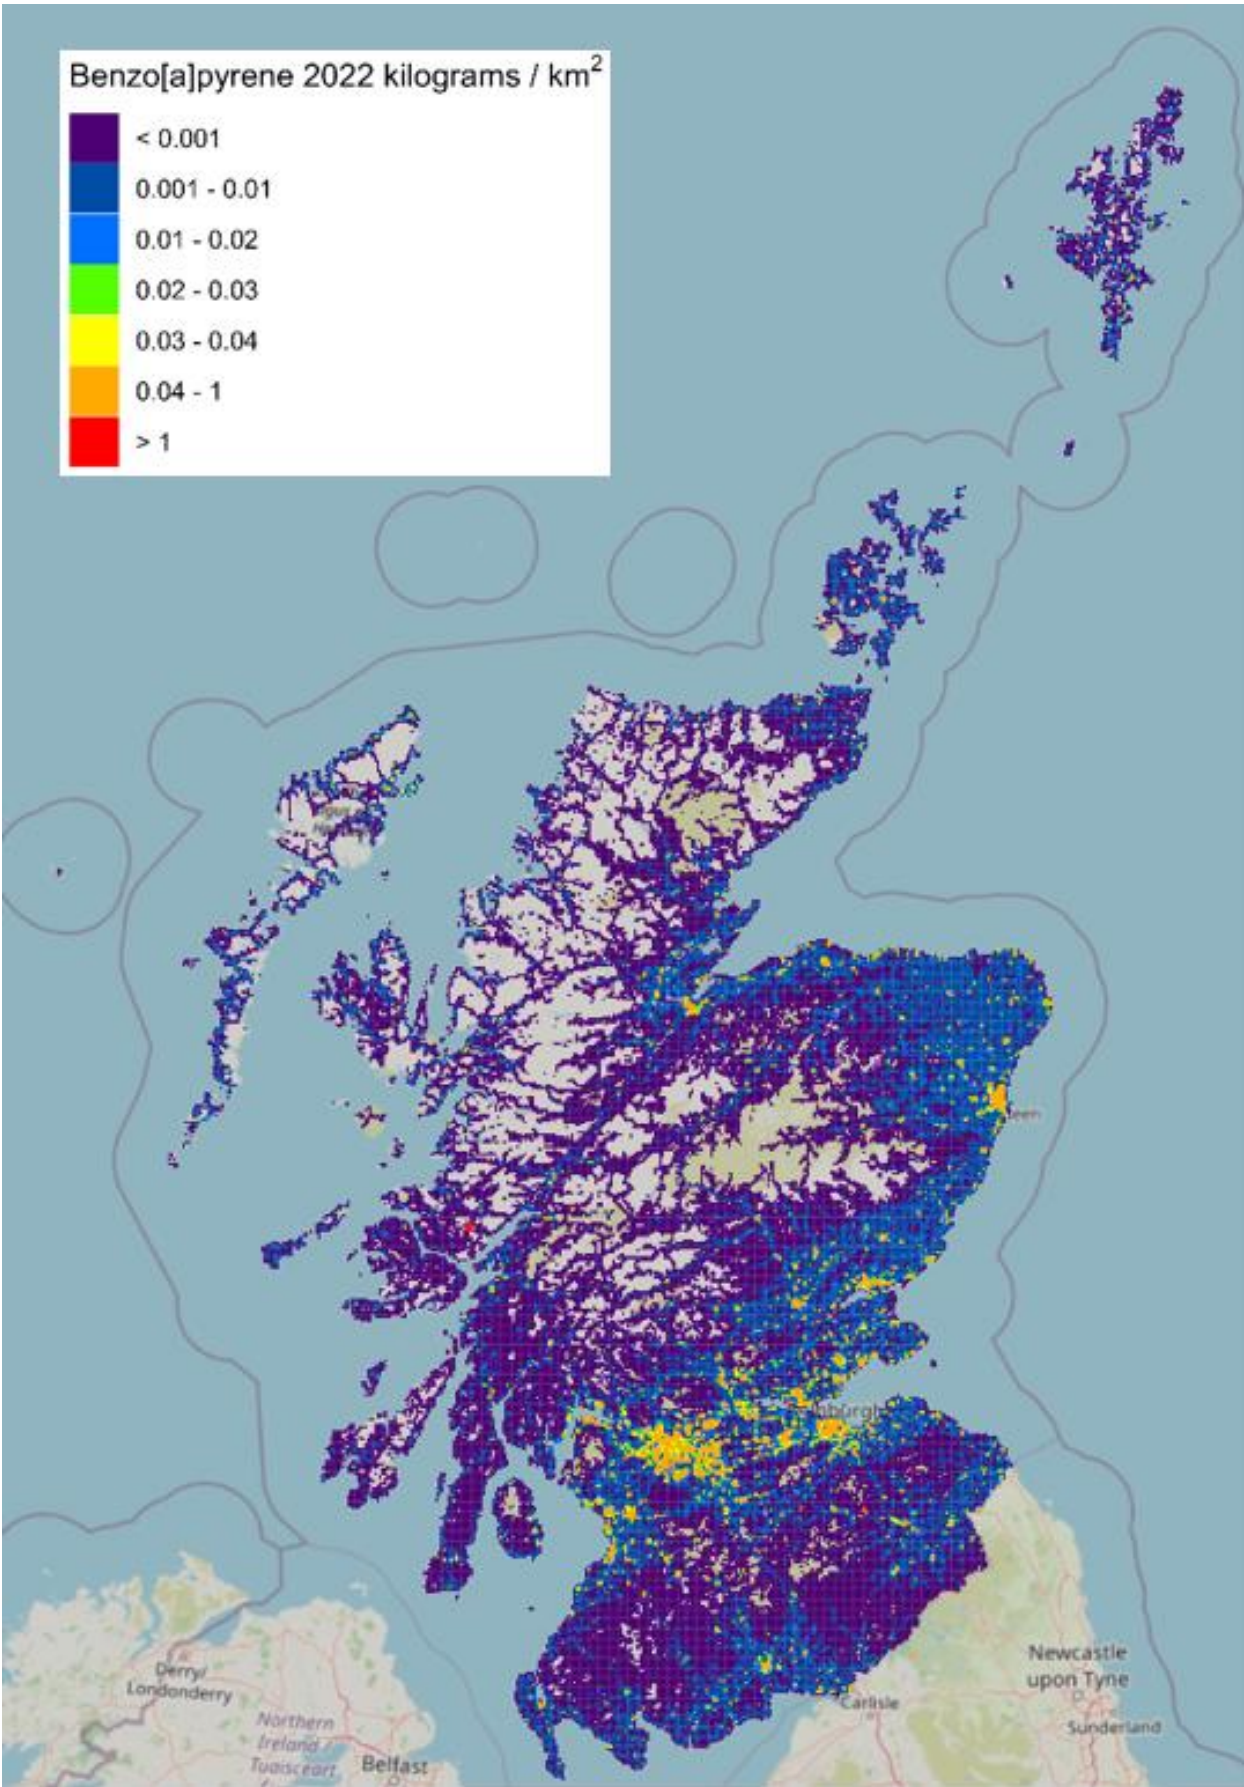 Benzo[a]pyrene 2022 kilograms / km²
< 0.001
0.001 - 0.01
0.01 - 0.02
0.02 - 0.03
0.03 - 0.04
0.04 - 1
> 1
Newcastle
upon Tyne
Carlisle
Sunderland
Derry/
Londonderry
Northern
Ireland /
Tuaisceart
Belfast